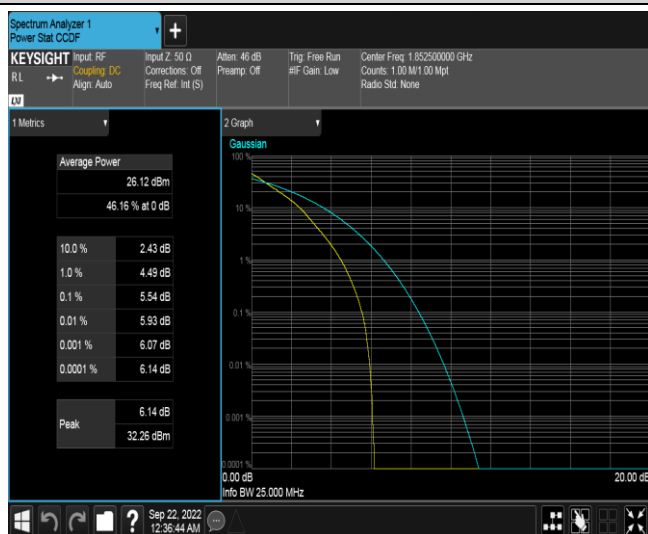 Spectrum Analyzer 1
Power Stat CCDF
+
KEYSIGHT
RL
LXI
Input: RF
Coupling: DC
Align: Auto
Input Z: 50 Ω
Corrections: Off
Freq Ref: Int (S)
Atten: 46 dB
Preamp: Off
Trig: Free Run
#IF Gain: Low
Center Freq: 1.852500000 GHz
Counts: 1.00 M/1.00 Mpt
Radio Std: None
1 Metrics
Average Power
26.12 dBm
46.16 % at 0 dB
10.0 % 2.43 dB
1.0 % 4.49 dB
0.1 % 5.54 dB
0.01 % 5.93 dB
0.001 % 6.07 dB
0.0001 % 6.14 dB
Peak
6.14 dB
32.26 dBm
2 Graph
Gaussian
100 %
10 %
1 %
0.1 %
0.01 %
0.001 %
0.0001 %
0.00 dB 20.00 dB
Info BW 25.000 MHz
?
Sep 22, 2022
12:36:44 AM